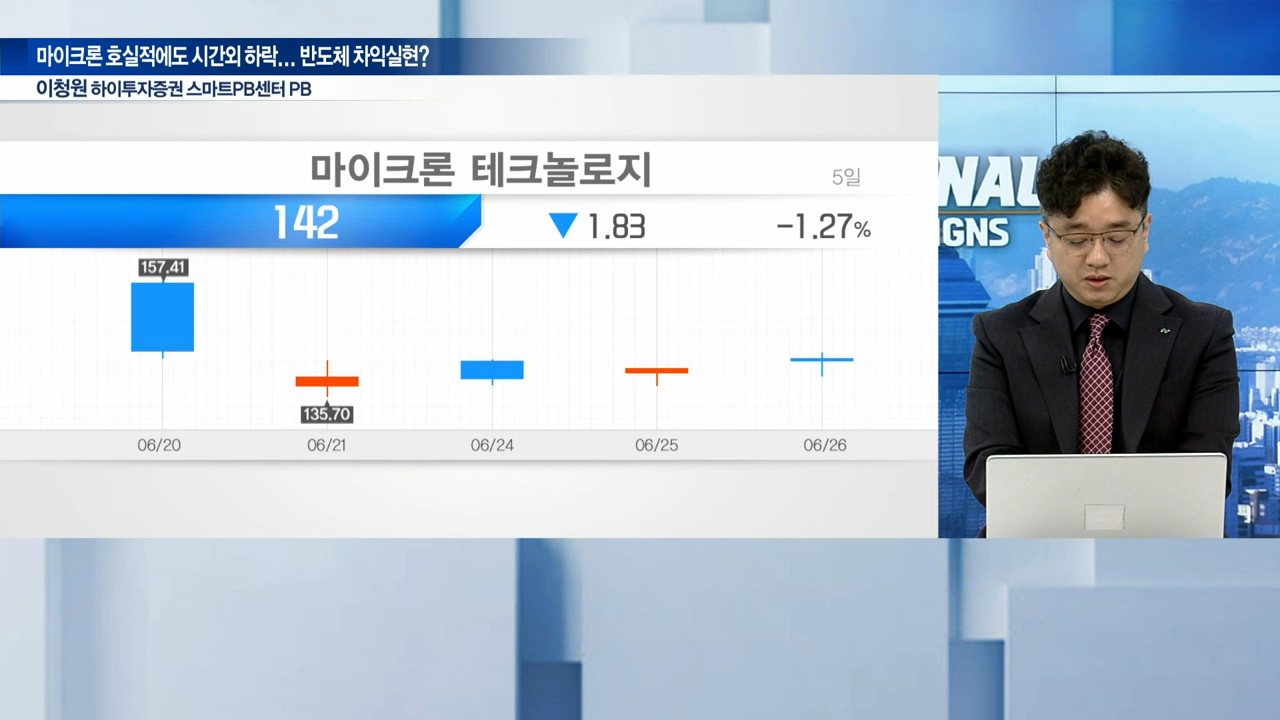 마이크론 호실적에도 시간외 하락... 반도체 차익실현?
이청원 하이투자증권 스마트PB센터 PB
마이크론 테크놀로지
5일
142 ▼ 1.83 -1.27%
157.41
135.70
06/20 06/21 06/24 06/25 06/26
NAL
IGNS